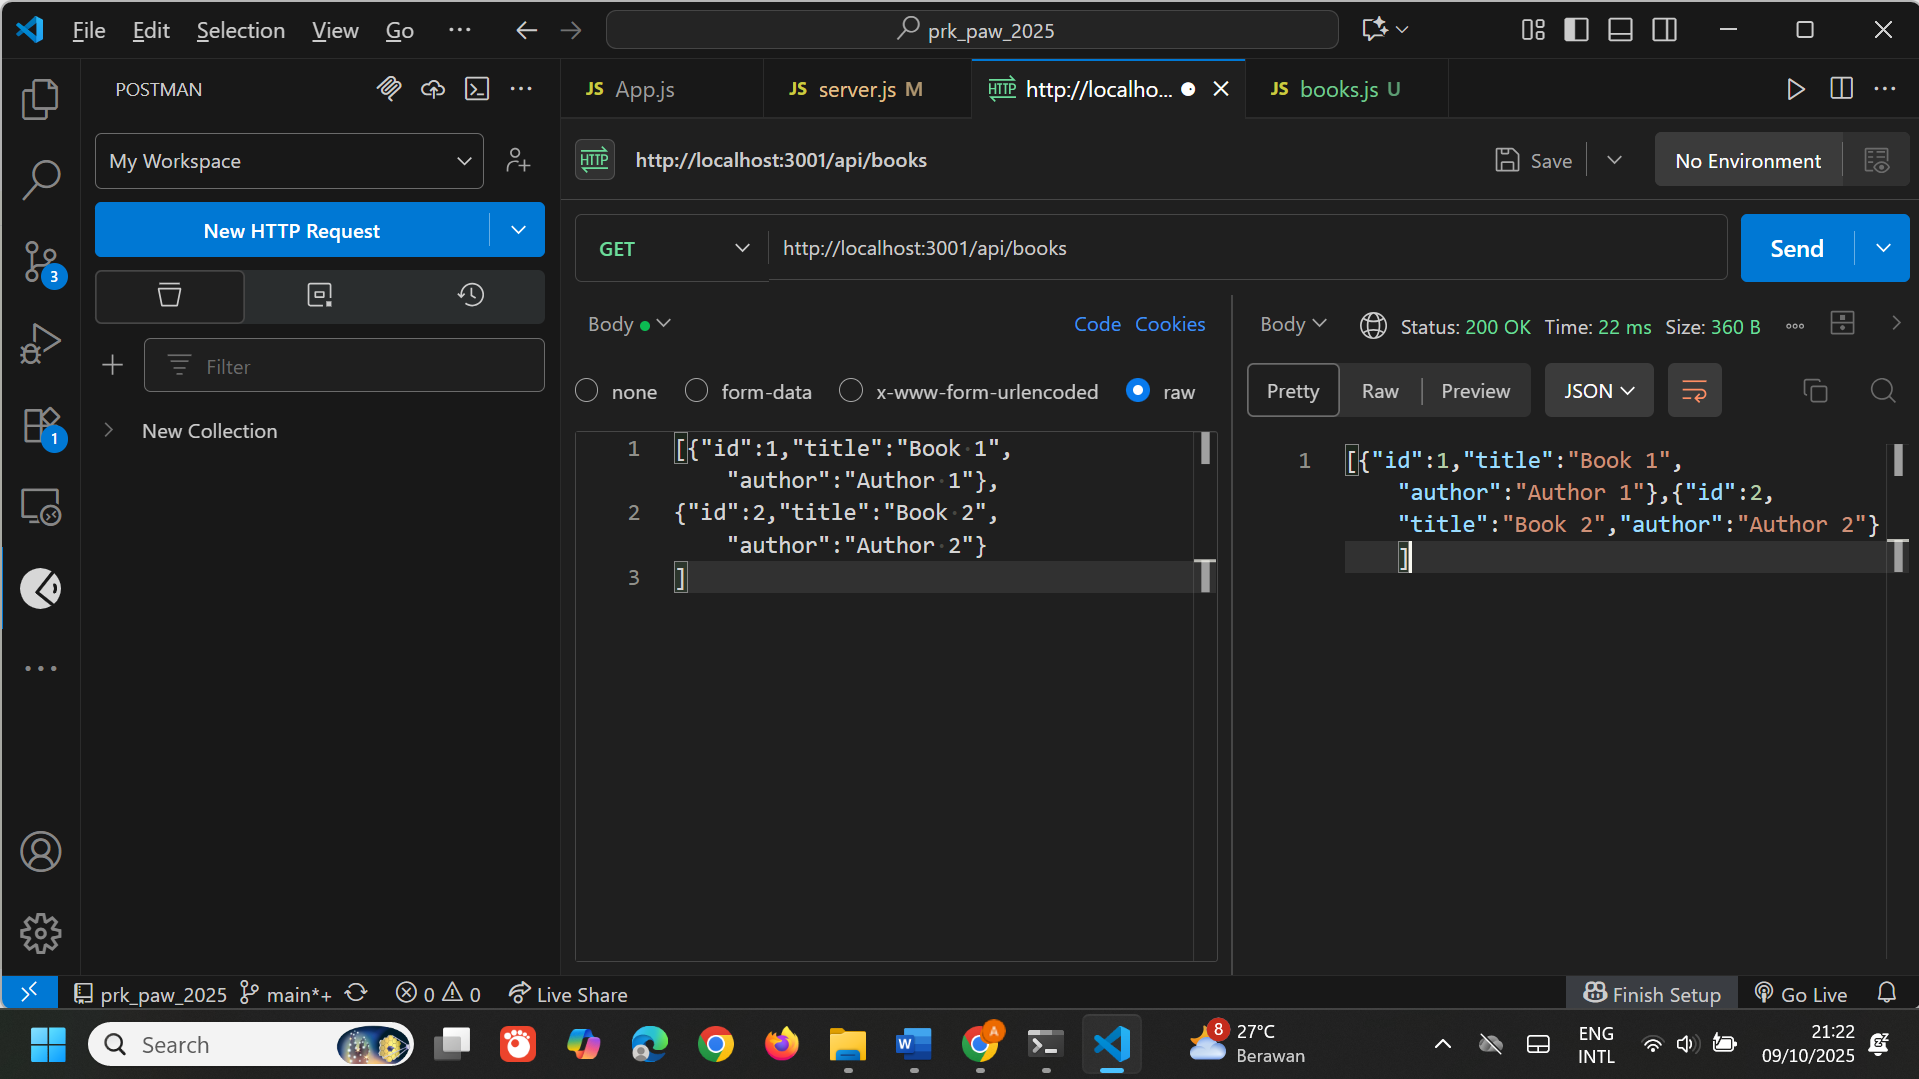 File Edit Selection View Go
prk_paw_2025
POSTMAN
JS App.js
JS server.js M
HTTP http://localho...
JS books.js U
My Workspace
HTTP http://localhost:3001/api/books
Save
No Environment
New HTTP Request
GET http://localhost:3001/api/books
Send
Filter
New Collection
Body
Code Cookies
none form-data x-www-form-urlencoded raw
1 [{"id":1,"title":"Book 1",
"author":"Author 1"},
2 {"id":2,"title":"Book 2",
"author":"Author 2"}
3 ]
Body
Status: 200 OK Time: 22 ms Size: 360 B
Pretty Raw Preview JSON
1 [{"id":1,"title":"Book 1",
"author":"Author 1"},{"id":2,
"title":"Book 2","author":"Author 2"}
]
3
1
prk_paw_2025 main*+ 0 0 Live Share
Finish Setup Go Live
Search
8
27°C
Berawan
A
ENG
INTL
21:22
09/10/2025